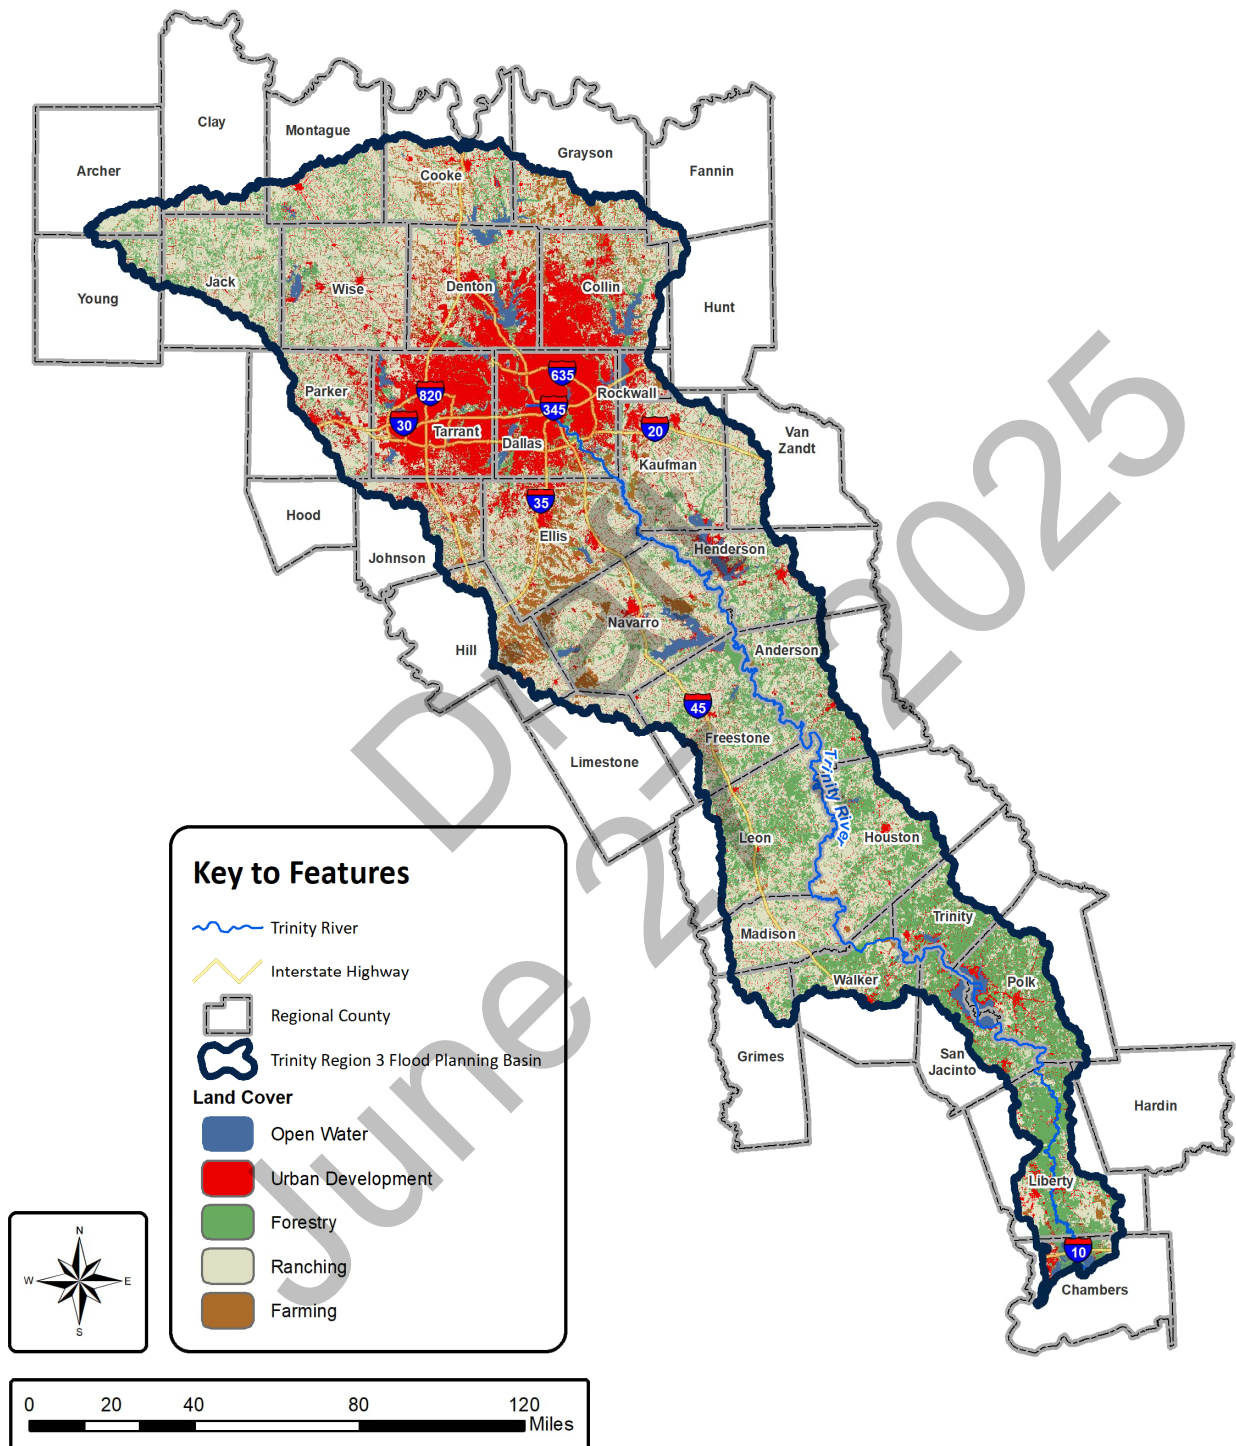 Clay
Montague
Grayson
Archer
Cooke
Fannin
Jack
Wise
Denton
Collin
Young
Hunt
Parker
635
820
345
Rockwall
30
Tarrant
Dallas
20
Van
Zandt
Kaufman
35
Hood
Ellis
Henderson
Johnson
Navarro
Hill
Anderson
45
Freestone
Limestone
Trinity River
Leon
Houston
Trinity
Madison
Walker
Polk
Grimes
San
Jacinto
Hardin
Liberty
10
Chambers
Draft
June 2-2025
Key to Features
Trinity River
Interstate Highway
Regional County
Trinity Region 3 Flood Planning Basin
Land Cover
Open Water
Urban Development
Forestry
Ranching
Farming
N
W E
S
0 20 40 80 120
Miles